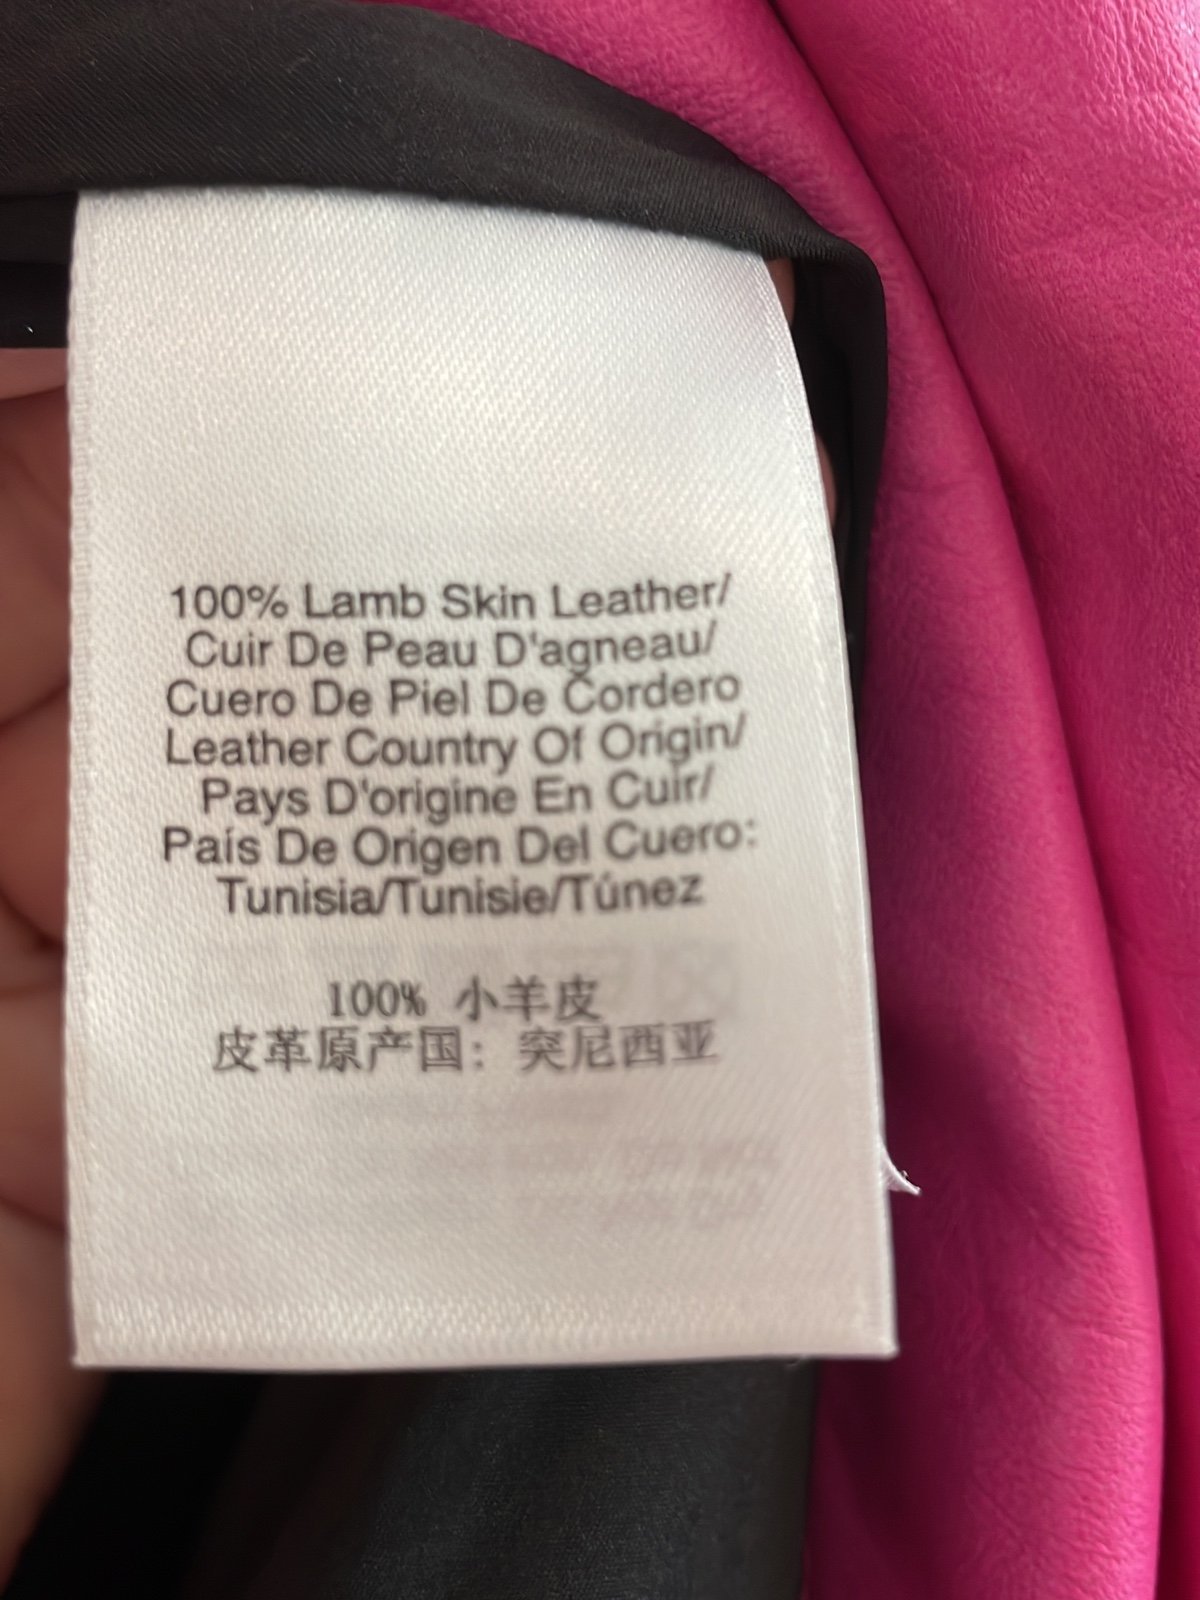 100% Lamb Skin Leather/
Cuir De Peau D'agneau/
Cuero De Piel De Cordero
Leather Country Of Origin/
Pays D'origine En Cuir/
País De Origen Del Cuero:
Tunisia/Tunisie/Túnez
100% 小羊皮
皮革原产国：突尼西亚